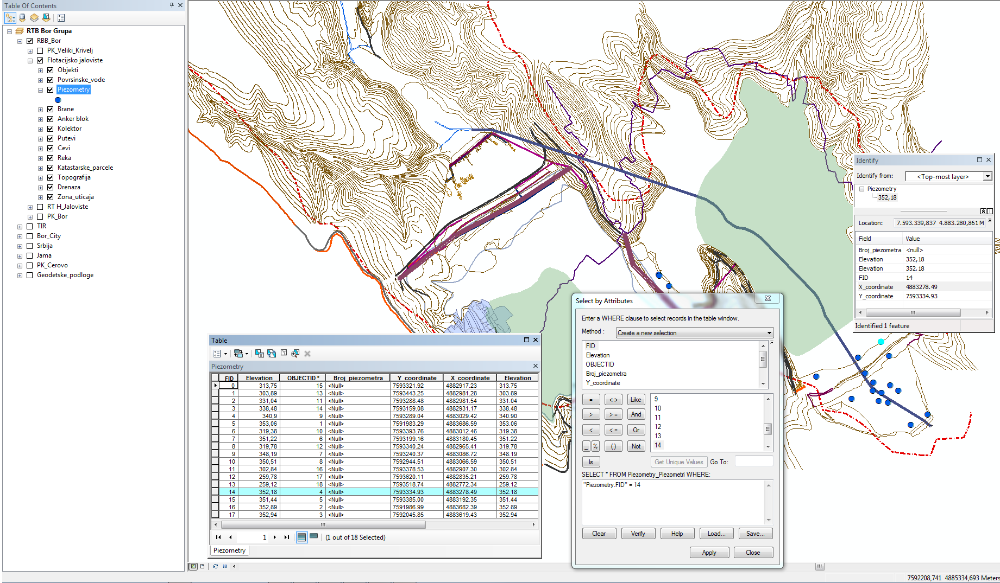 Table Of Contents
RTB Bor Grupa
RBB_Bor
PK_Veliki_Krivelj
Flotacijsko jaloviste
Objekti
Povrsinske_vode
Piezometry
Brane
Anker blok
Kolektor
Putevi
Cevi
Reka
Katastarske_parcele
Topografija
Drenaza
Zona_uticaja
RT H_Jaloviste
PK_Bor
TIR
Bor_City
Srbija
Jama
PK_Cerovo
Geodetske_podloge
Identify
Identify from: <Top-most layer>
Piezometry
352,18
Location: 7.593.339,837 4.883.280,861 M
Field Value
Broj_piezometra <null>
Elevation 352,18
Elevation 352.18
FID 14
X_coordinate 4883278.49
Y_coordinate 7593334.93
Identified 1 feature
Table
Piezometry
FID Elevation OBJECTID * Broj_piezometra Y_coordinate X_coordinate Elevation
0 313,75 15 <Null> 7593321.92 4882917.23 313.75
1 303,89 13 <Null> 7593443.25 4882981.28 303.89
2 331,04 11 <Null> 7593288.48 4882981.54 331.04
3 338,48 14 <Null> 7593159.08 4882931.17 338.48
4 340,9 9 <Null> 7593289.04 4883029.42 340.90
5 353,06 1 <Null> 7591983.29 4883686.59 353.06
6 319,38 10 <Null> 7593393.76 4883012.46 319.38
7 351,22 6 <Null> 7593199.16 4883180.45 351.22
8 319,78 12 <Null> 7593340.24 4882965.41 319.78
9 348,19 7 <Null> 7593240.37 4883086.72 348.19
10 350,51 8 <Null> 7592944.51 4883066.59 350.51
11 302,84 16 <Null> 7593378.53 4882907.30 302.84
12 259,78 17 <Null> 7593620.11 4882835.21 259.78
13 259,12 18 <Null> 7593518.74 4882772.34 259.12
14 352,18 4 <Null> 7593334.93 4883278.49 352.18
15 351,44 5 <Null> 7593385.00 4883192.35 351.44
16 352,89 2 <Null> 7591986.99 4883682.39 352.89
17 352,94 3 <Null> 7592045.85 4883619.43 352.94
1 (1 out of 18 Selected)
Piezometry
Select by Attributes
Enter a WHERE clause to select records in the table window.
Method : Create a new selection
FID
Elevation
OBJECTID
Broj_piezometra
Y_coordinate
= < > Like
> > = And
< < = Or
_ % ( ) Not
Is
9
10
11
12
13
14
Get Unique Values Go To:
SELECT * FROM Piezometry_Piezometri WHERE:
"Piezometry.FID" = 14
Clear Verify Help Load... Save...
Apply Close
7592208,741 4885334,693 Meters